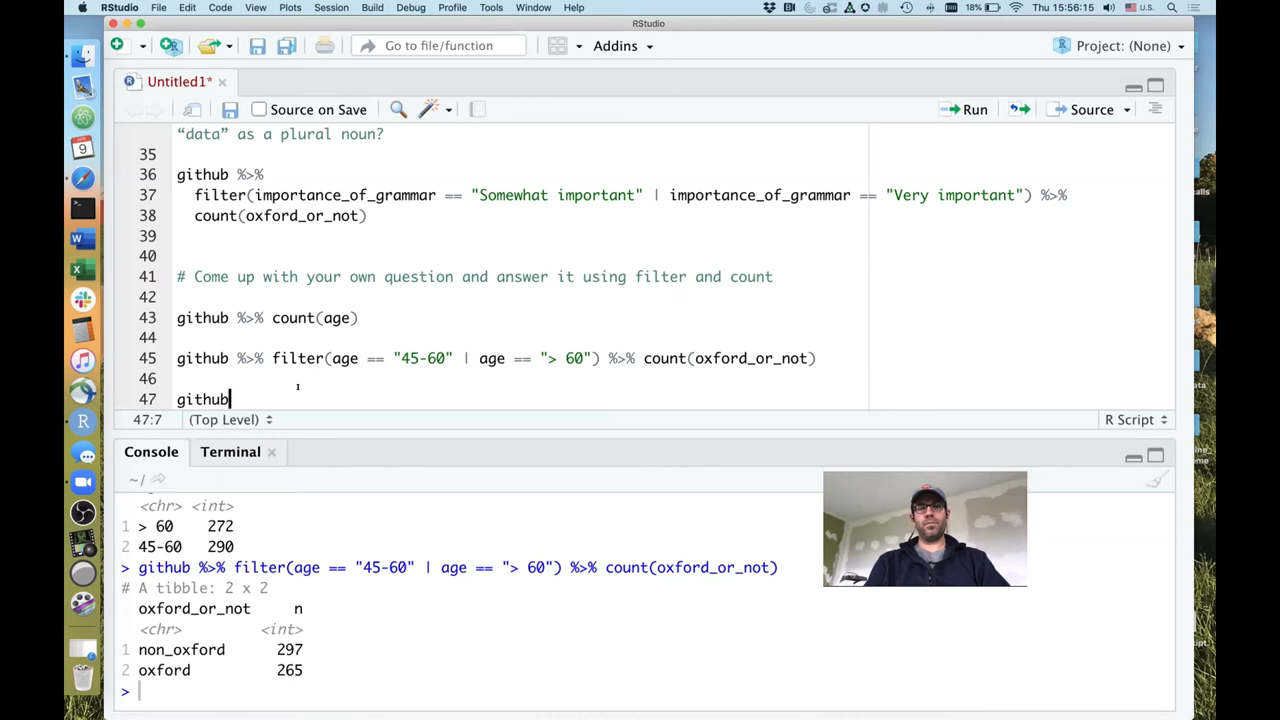 RStudio File Edit Code View Plots Session Build Debug Profile Tools Window Help 18% Thu 15:56:15 U.S.
RStudio
Go to file/function Addins Project: (None)
Untitled1*
Source on Save Run Source
“data” as a plural noun?
35
36 github %>%
37 filter(importance_of_grammar == "Somewhat important" | importance_of_grammar == "Very important") %>%
38 count(oxford_or_not)
39
40
41 # Come up with your own question and answer it using filter and count
42
43 github %>% count(age)
44
45 github %>% filter(age == "45-60" | age == "> 60") %>% count(oxford_or_not)
46
47 github
47:7 (Top Level) R Script
Console Terminal
~/
<chr> <int>
1 > 60 272
2 45-60 290
> github %>% filter(age == "45-60" | age == "> 60") %>% count(oxford_or_not)
# A tibble: 2 x 2
oxford_or_not n
<chr> <int>
1 non_oxford 297
2 oxford 265
>